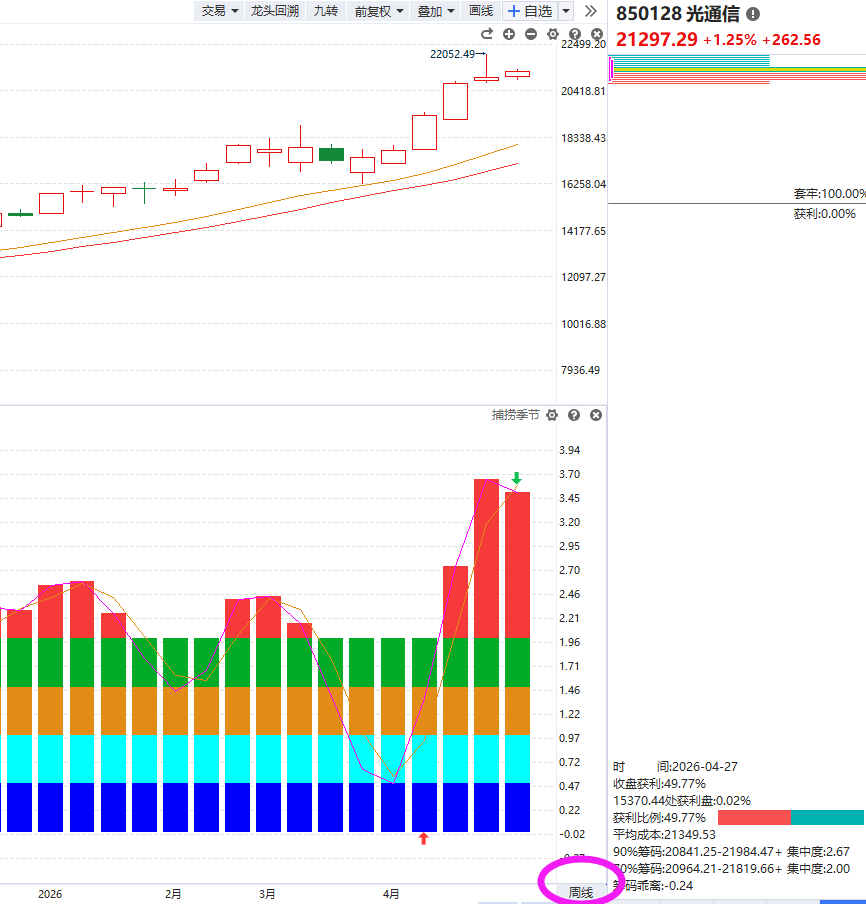 交易 龙头回溯 九转 前复权 叠加 画线 + 自选
850128 光通信
21297.29 +1.25% +262.56
22499.20
22052.49
20418.81
18338.43
16258.04
套牢:100.00%
获利:0.00%
14177.65
12097.27
10016.88
7936.49
捕捞季节
3.94
3.70
3.45
3.20
2.95
2.70
2.46
2.21
1.96
1.71
1.46
1.22
0.97
0.72
0.47
0.22
-0.02
时 间:2026-04-27
收盘获利:49.77%
15370.44处获利盘:0.02%
获利比例:49.77%
平均成本:21349.53
90%筹码:20841.25-21984.47+ 集中度:2.67
70%筹码:20964.21-21819.66+ 集中度:2.00
筹码乖离:-0.24
2026 2月 3月 4月 周线